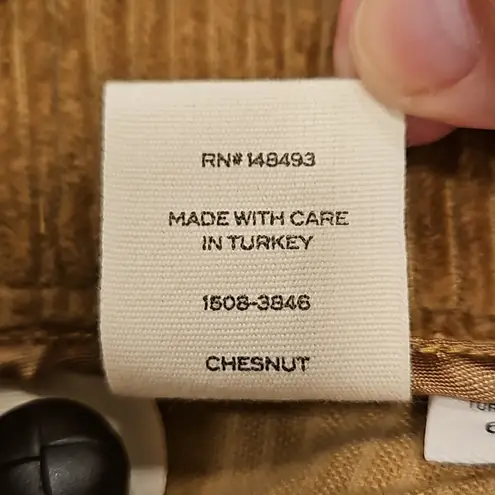 RN# 148493
MADE WITH CARE
IN TURKEY
1508-3846
CHESNUT